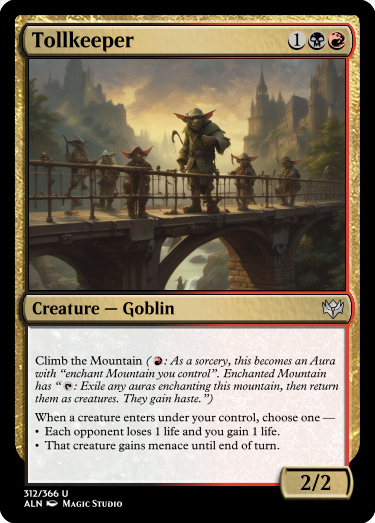 Tollkeeper 1
Creature — Goblin
Climb the Mountain ( : As a sorcery, this becomes an Aura
with “enchant Mountain you control”. Enchanted Mountain
has “ : Exile any auras enchanting this mountain, then return
them as creatures. They gain haste.”)
When a creature enters under your control, choose one —
• Each opponent loses 1 life and you gain 1 life.
• That creature gains menace until end of turn.
2/2
312/366 U
ALN Magic Studio